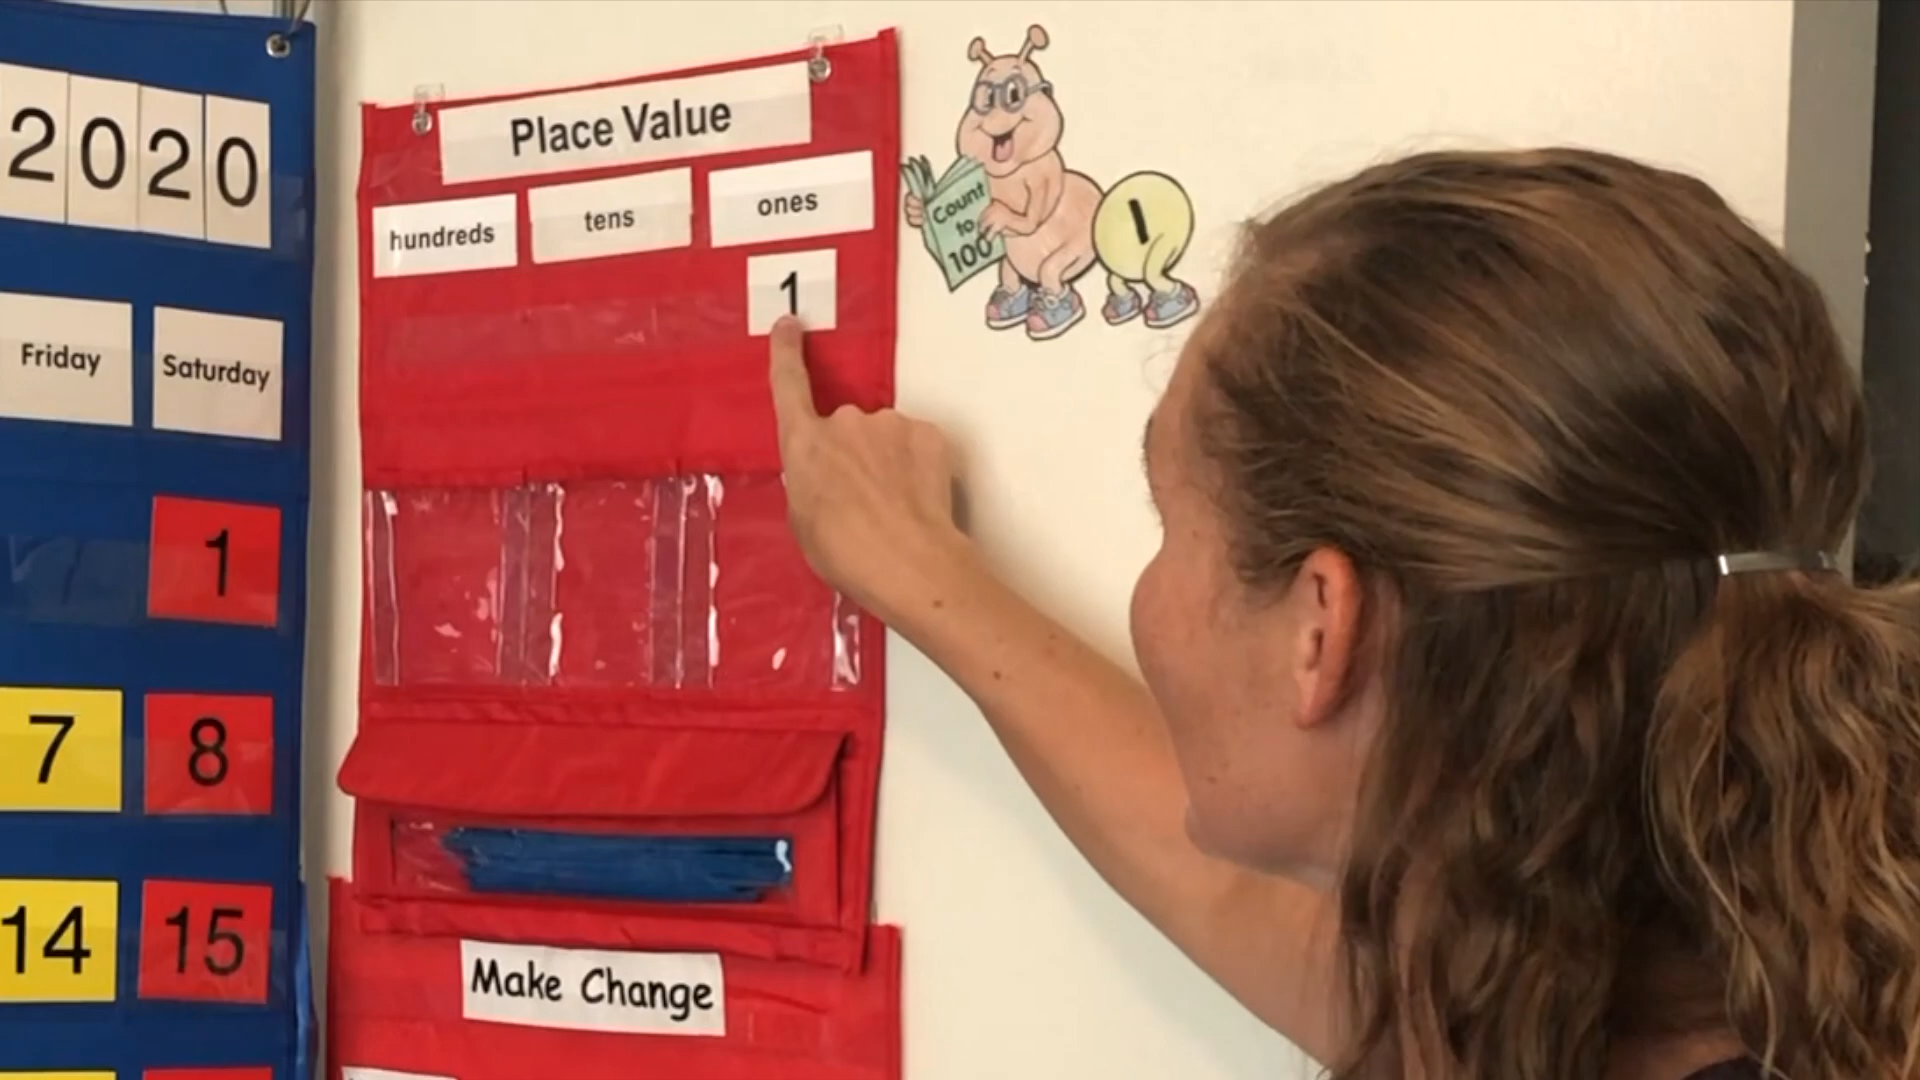 2020
Friday Saturday
1
7 8
14 15
Place Value
hundreds tens ones
1
Make Change
Count
to
100
1